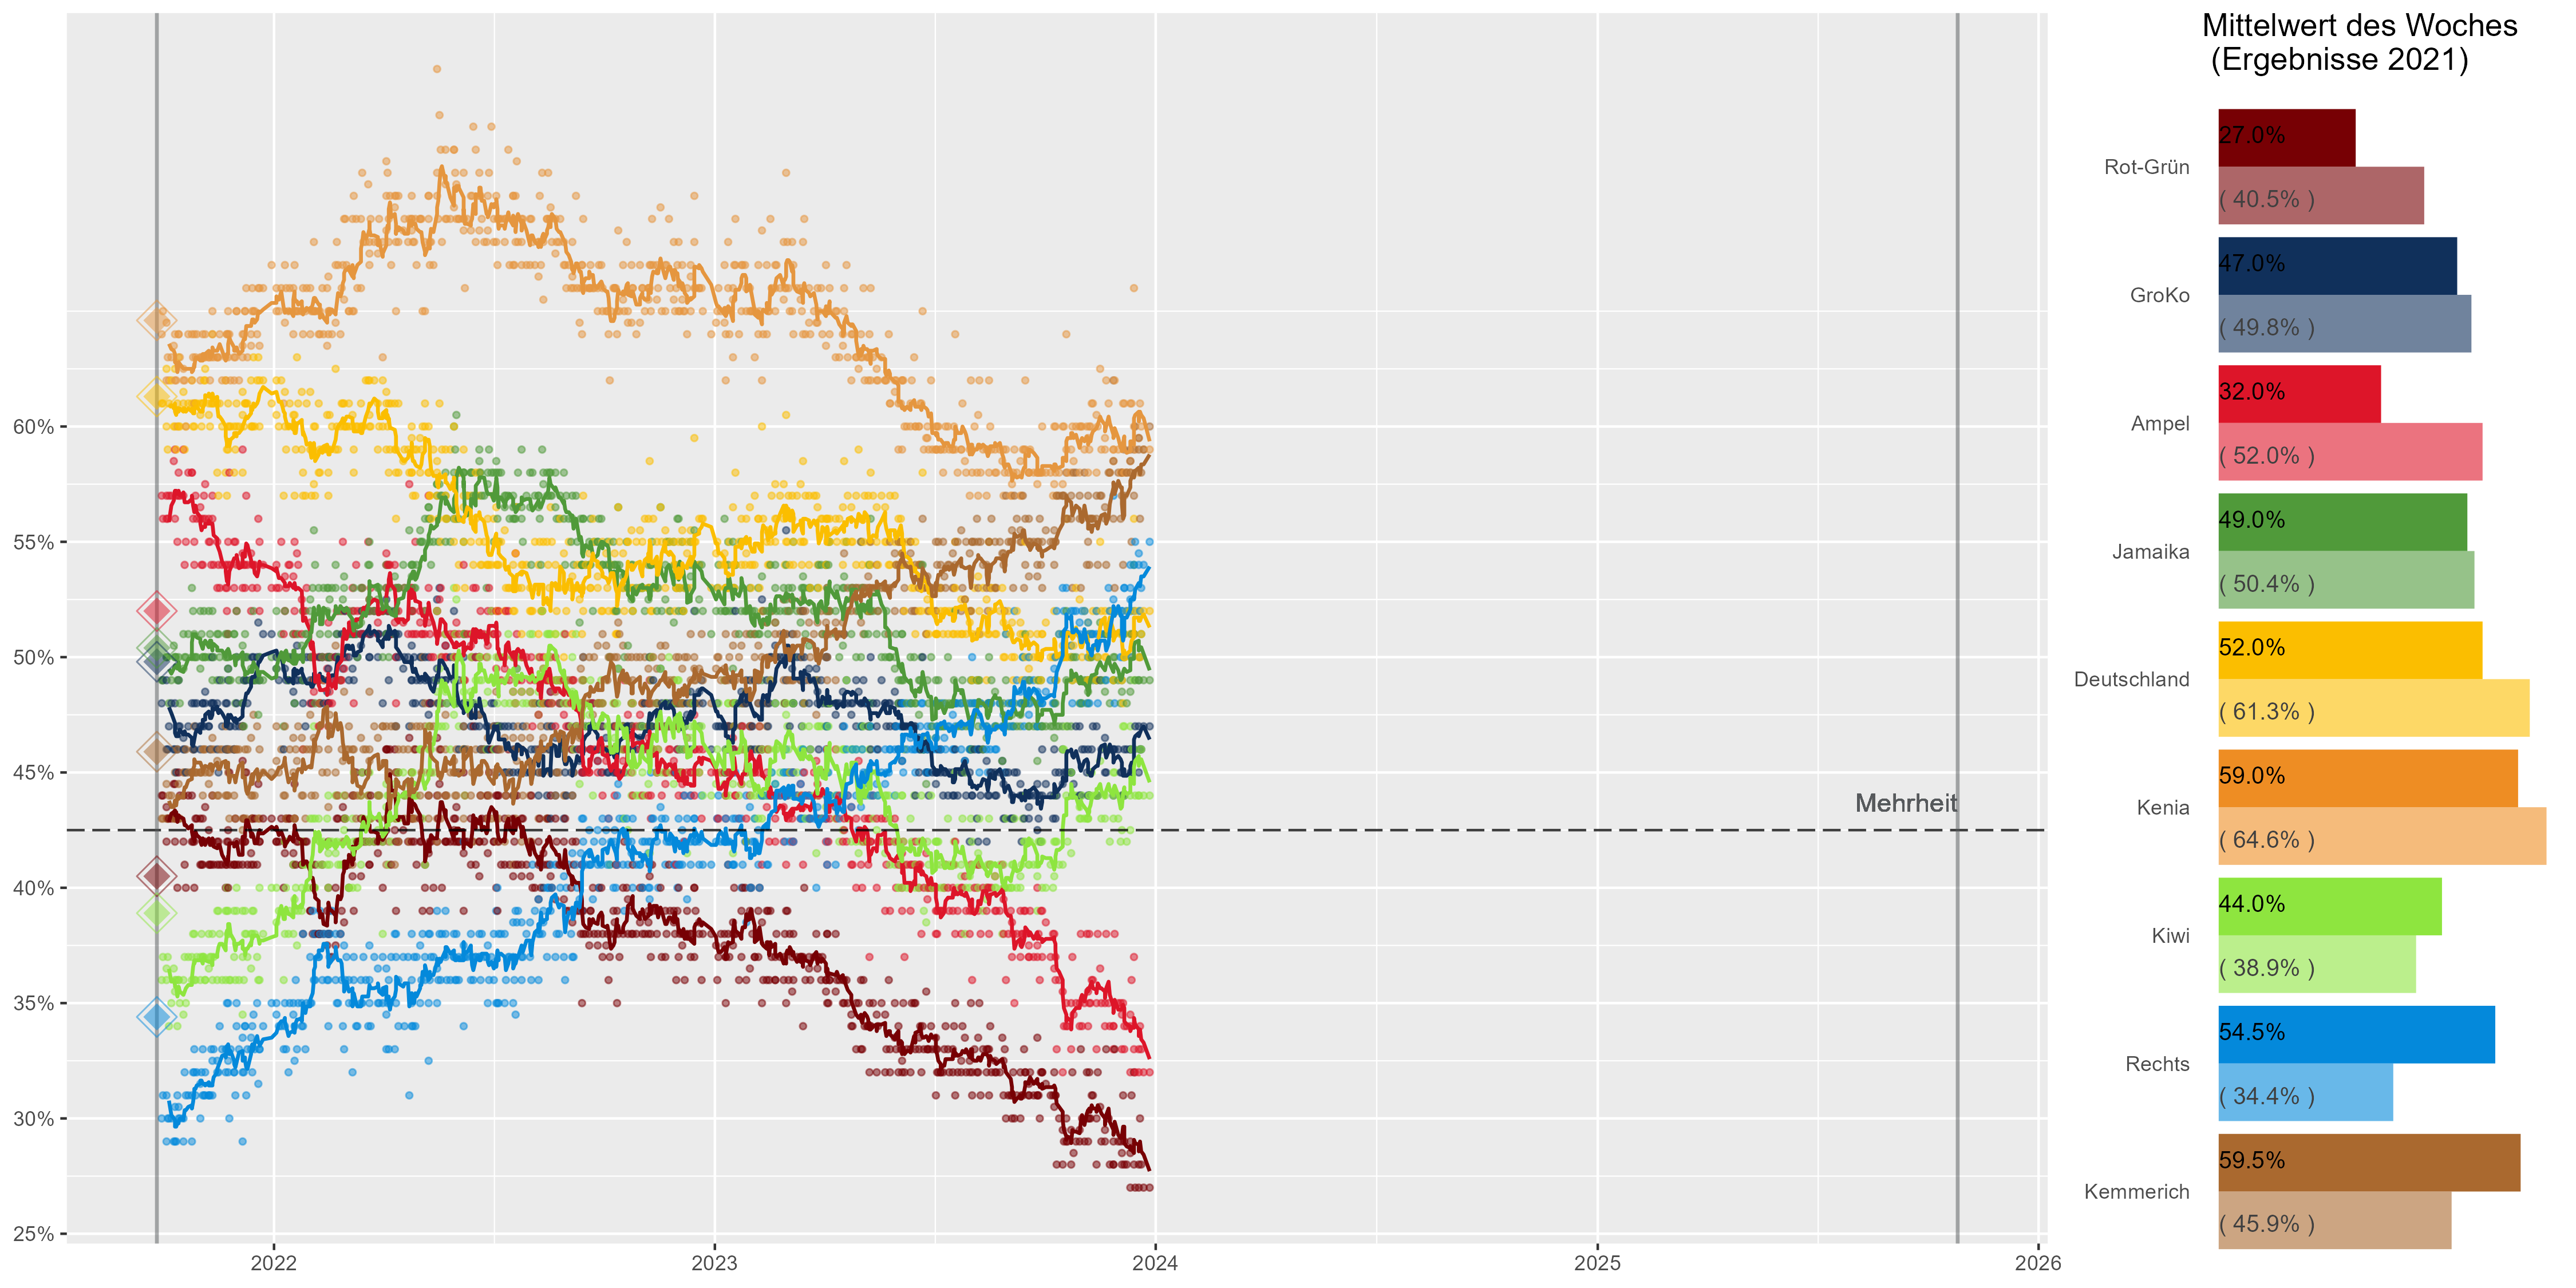 Mittelwert des Woches
(Ergebnisse 2021)
60%
55%
50%
45%
40%
35%
30%
25%
2022
2023
2024
2025
2026
Mehrheit
Rot-Grün
27.0%
( 40.5% )
GroKo
47.0%
( 49.8% )
Ampel
32.0%
( 52.0% )
Jamaika
49.0%
( 50.4% )
Deutschland
52.0%
( 61.3% )
Kenia
59.0%
( 64.6% )
Kiwi
44.0%
( 38.9% )
Rechts
54.5%
( 34.4% )
Kemmerich
59.5%
( 45.9% )